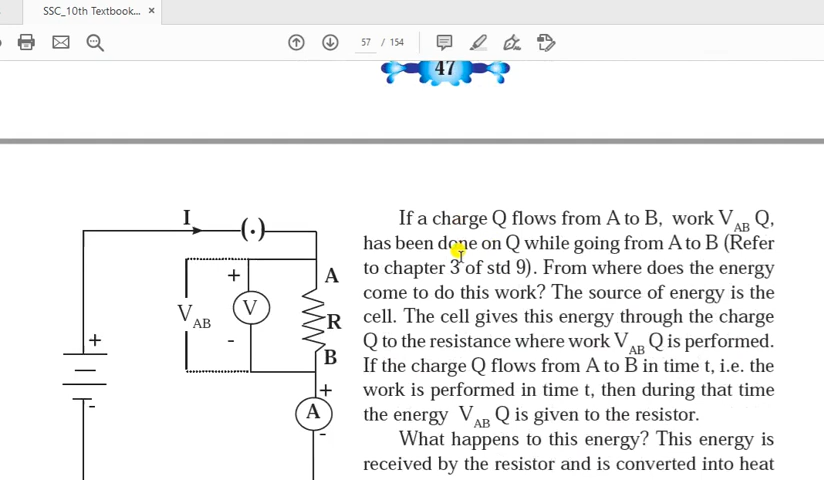 SSC_10th Textbook... ×
57 / 154
47
I
(.)
+
A
V
V AB
R
-
B
+
-
+
A
-
If a charge Q flows from A to B, work V AB Q,
has been done on Q while going from A to B (Refer
to chapter 3 of std 9). From where does the energy
come to do this work? The source of energy is the
cell. The cell gives this energy through the charge
Q to the resistance where work V AB Q is performed.
If the charge Q flows from A to B in time t, i.e. the
work is performed in time t, then during that time
the energy V AB Q is given to the resistor.
What happens to this energy? This energy is
received by the resistor and is converted into heat